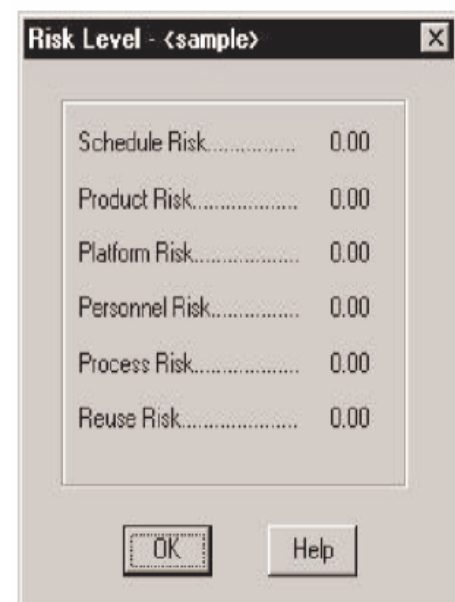 Risk Level - <sample>
Schedule Risk................ 0.00
Product Risk................... 0.00
Platform Risk................... 0.00
Personnel Risk................ 0.00
Process Risk................... 0.00
Reuse Risk..................... 0.00
OK Help